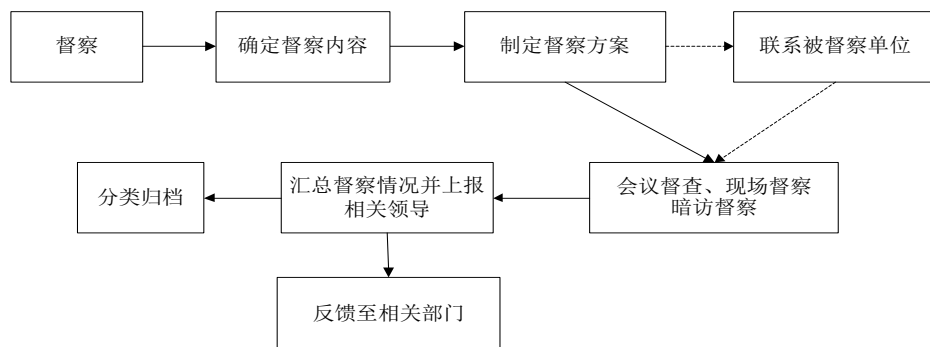 督察
确定督察内容
制定督察方案
联系被督察单位
分类归档
汇总督察情况并上报
相关领导
会议督查、现场督察
暗访督察
反馈至相关部门